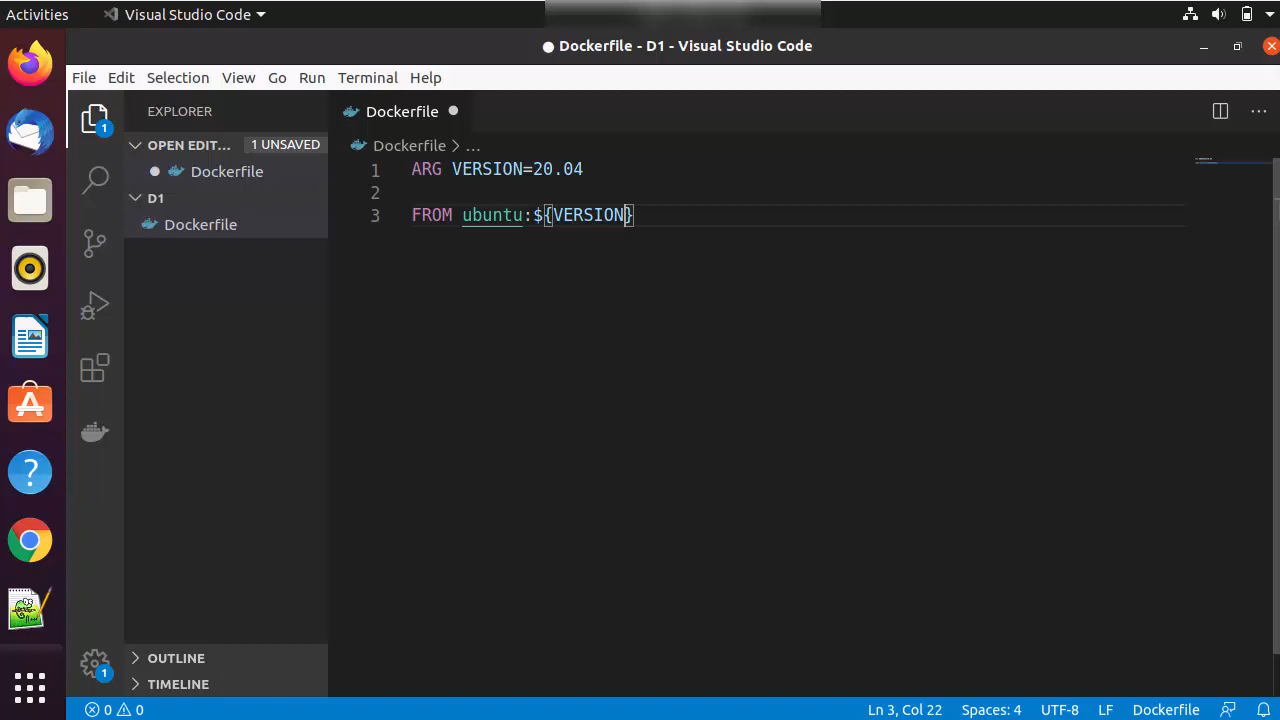 Activities
Visual Studio Code
● Dockerfile - D1 - Visual Studio Code
File Edit Selection View Go Run Terminal Help
EXPLORER
Dockerfile
OPEN EDIT... 1 UNSAVED
Dockerfile > ...
Dockerfile
D1
Dockerfile
1 ARG VERSION=20.04
2
3 FROM ubuntu:${VERSION}
1
OUTLINE
TIMELINE
1
0 0
Ln 3, Col 22 Spaces: 4 UTF-8 LF Dockerfile